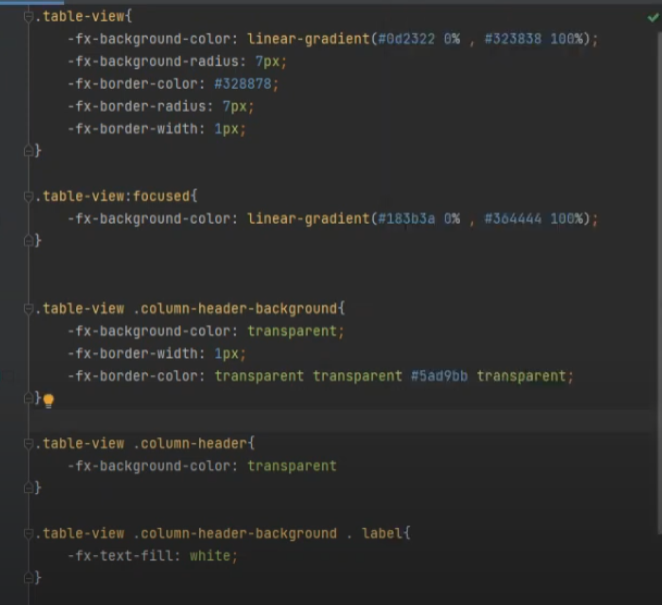 .table-view{
-fx-background-color: linear-gradient(#0d2322 0% , #323838 100%);
-fx-background-radius: 7px;
-fx-border-color: #328878;
-fx-border-radius: 7px;
-fx-border-width: 1px;
}
.table-view:focused{
-fx-background-color: linear-gradient(#183b3a 0% , #364444 100%);
}
.table-view .column-header-background{
-fx-background-color: transparent;
-fx-border-width: 1px;
-fx-border-color: transparent transparent #5ad9bb transparent;
}
.table-view .column-header{
-fx-background-color: transparent
}
.table-view .column-header-background . label{
-fx-text-fill: white;
}